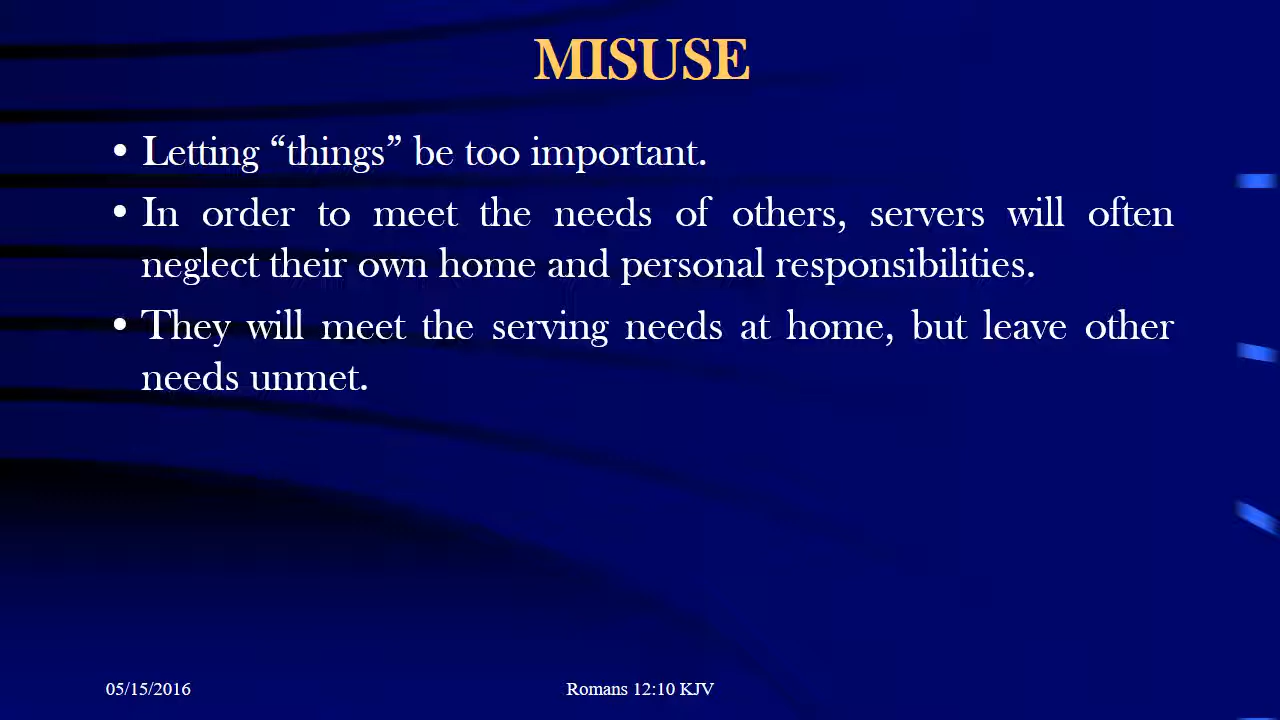 MISUSE
• Letting “things” be too important.
• In order to meet the needs of others, servers will often
neglect their own home and personal responsibilities.
• They will meet the serving needs at home, but leave other
needs unmet.
05/15/2016
Romans 12:10 KJV